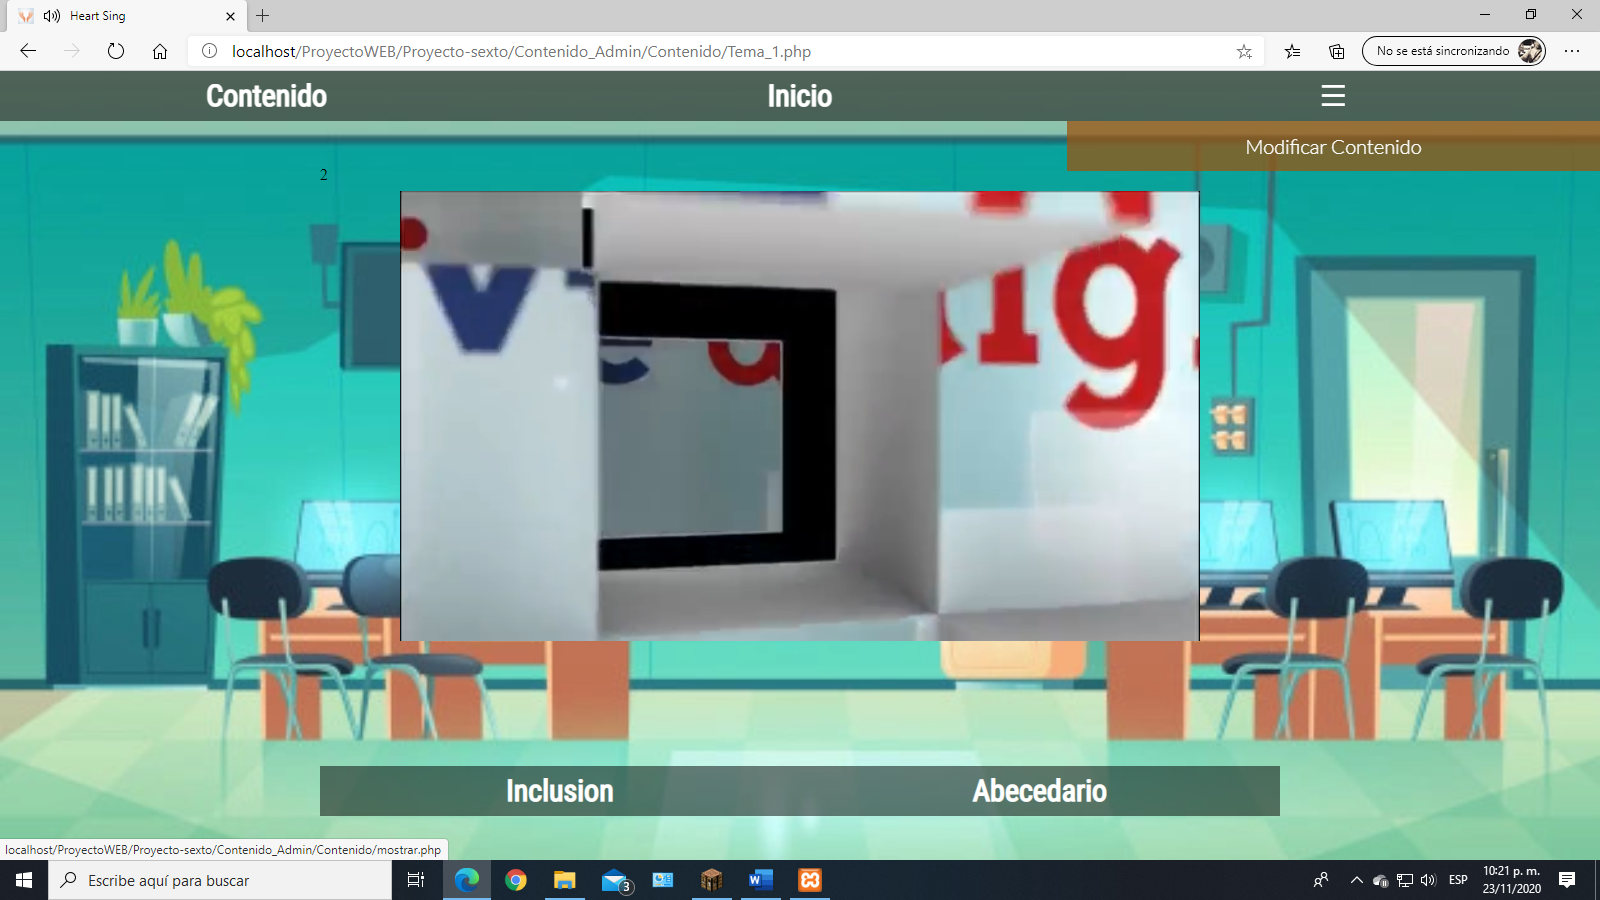 Heart Sing
localhost/ProyectoWEB/Proyecto-sexto/Contenido_Admin/Contenido/Tema_1.php
No se está sincronizando
Contenido
Inicio
Modificar Contenido
2
Inclusion
Abecedario
localhost/ProyectoWEB/Proyecto-sexto/Contenido_Admin/Contenido/mostrar.php
Escribe aquí para buscar
3
ESP
10:21 p. m.
23/11/2020